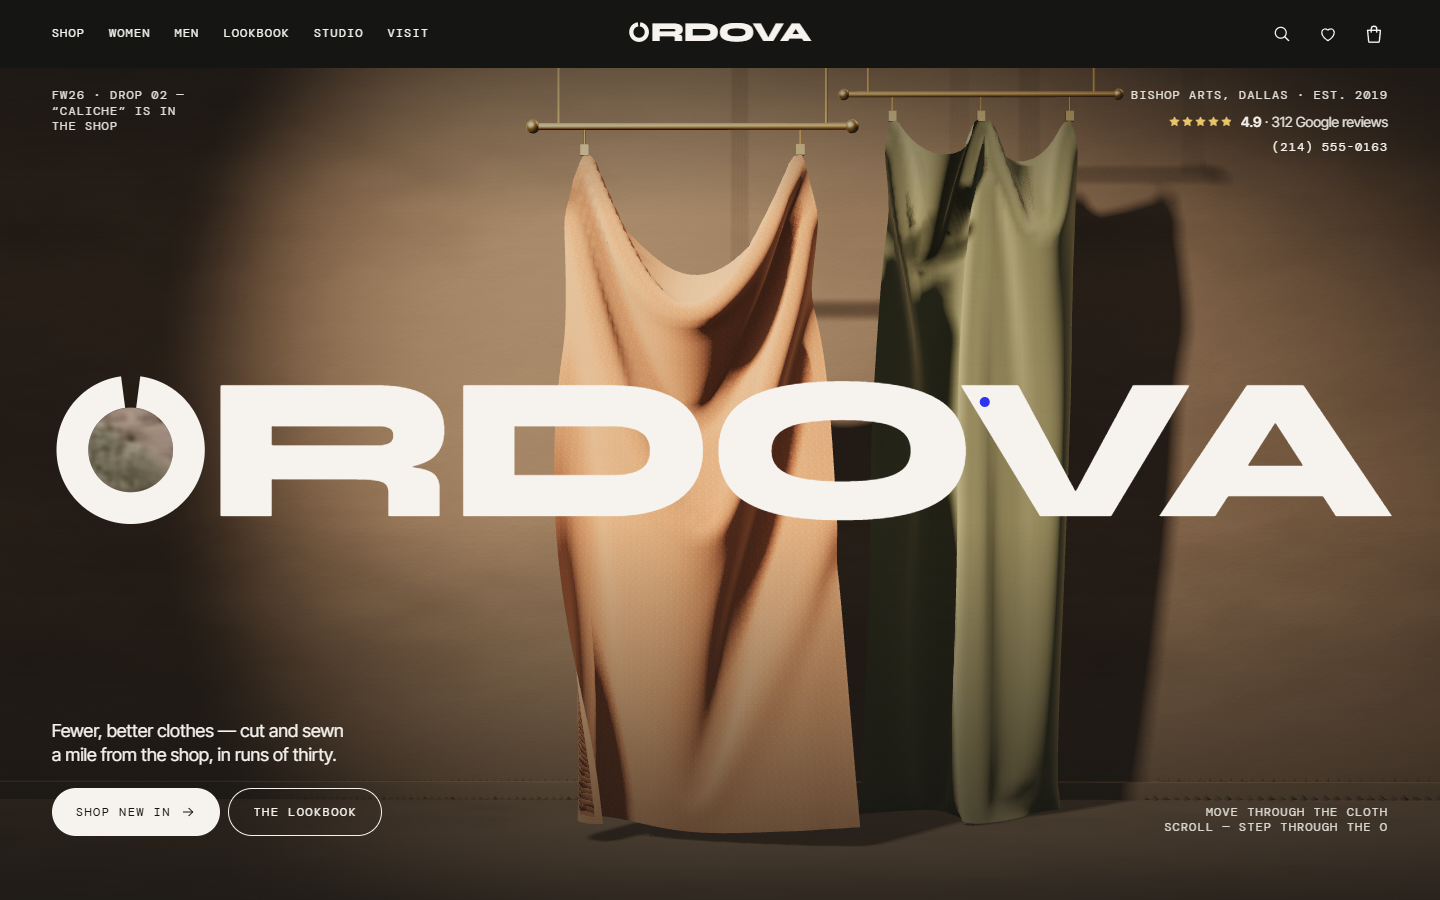 SHOP WOMEN MEN LOOKBOOK STUDIO VISIT
ORDOVA
FW26 · DROP 02 —
“CALICHE” IS IN
THE SHOP
BISHOP ARTS, DALLAS · EST. 2019
4.9 · 312 Google reviews
(214) 555-0163
ORDOVA
Fewer, better clothes — cut and sewn
a mile from the shop, in runs of thirty.
SHOP NEW IN →
THE LOOKBOOK
MOVE THROUGH THE CLOTH
SCROLL — STEP THROUGH THE O